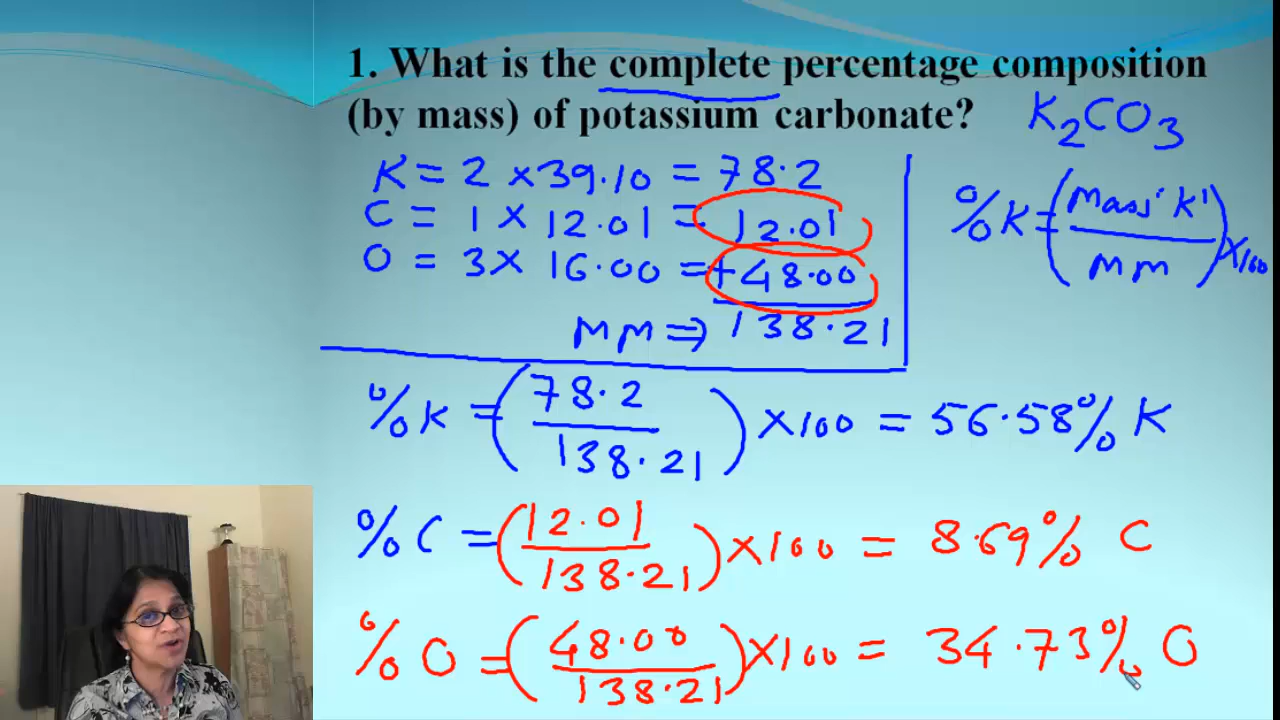 1. What is the complete percentage composition
(by mass) of potassium carbonate?
K₂CO₃
K = 2 × 39.10 = 78.2
C = 1 × 12.01 = 12.01
O = 3 × 16.00 = +48.00
MM ⇒ 138.21
%K = (Mass 'K' / MM) × 100
%K = (78.2 / 138.21) × 100 = 56.58% K
%C = (12.01 / 138.21) × 100 = 8.69% C
%O = (48.00 / 138.21) × 100 = 34.73% O